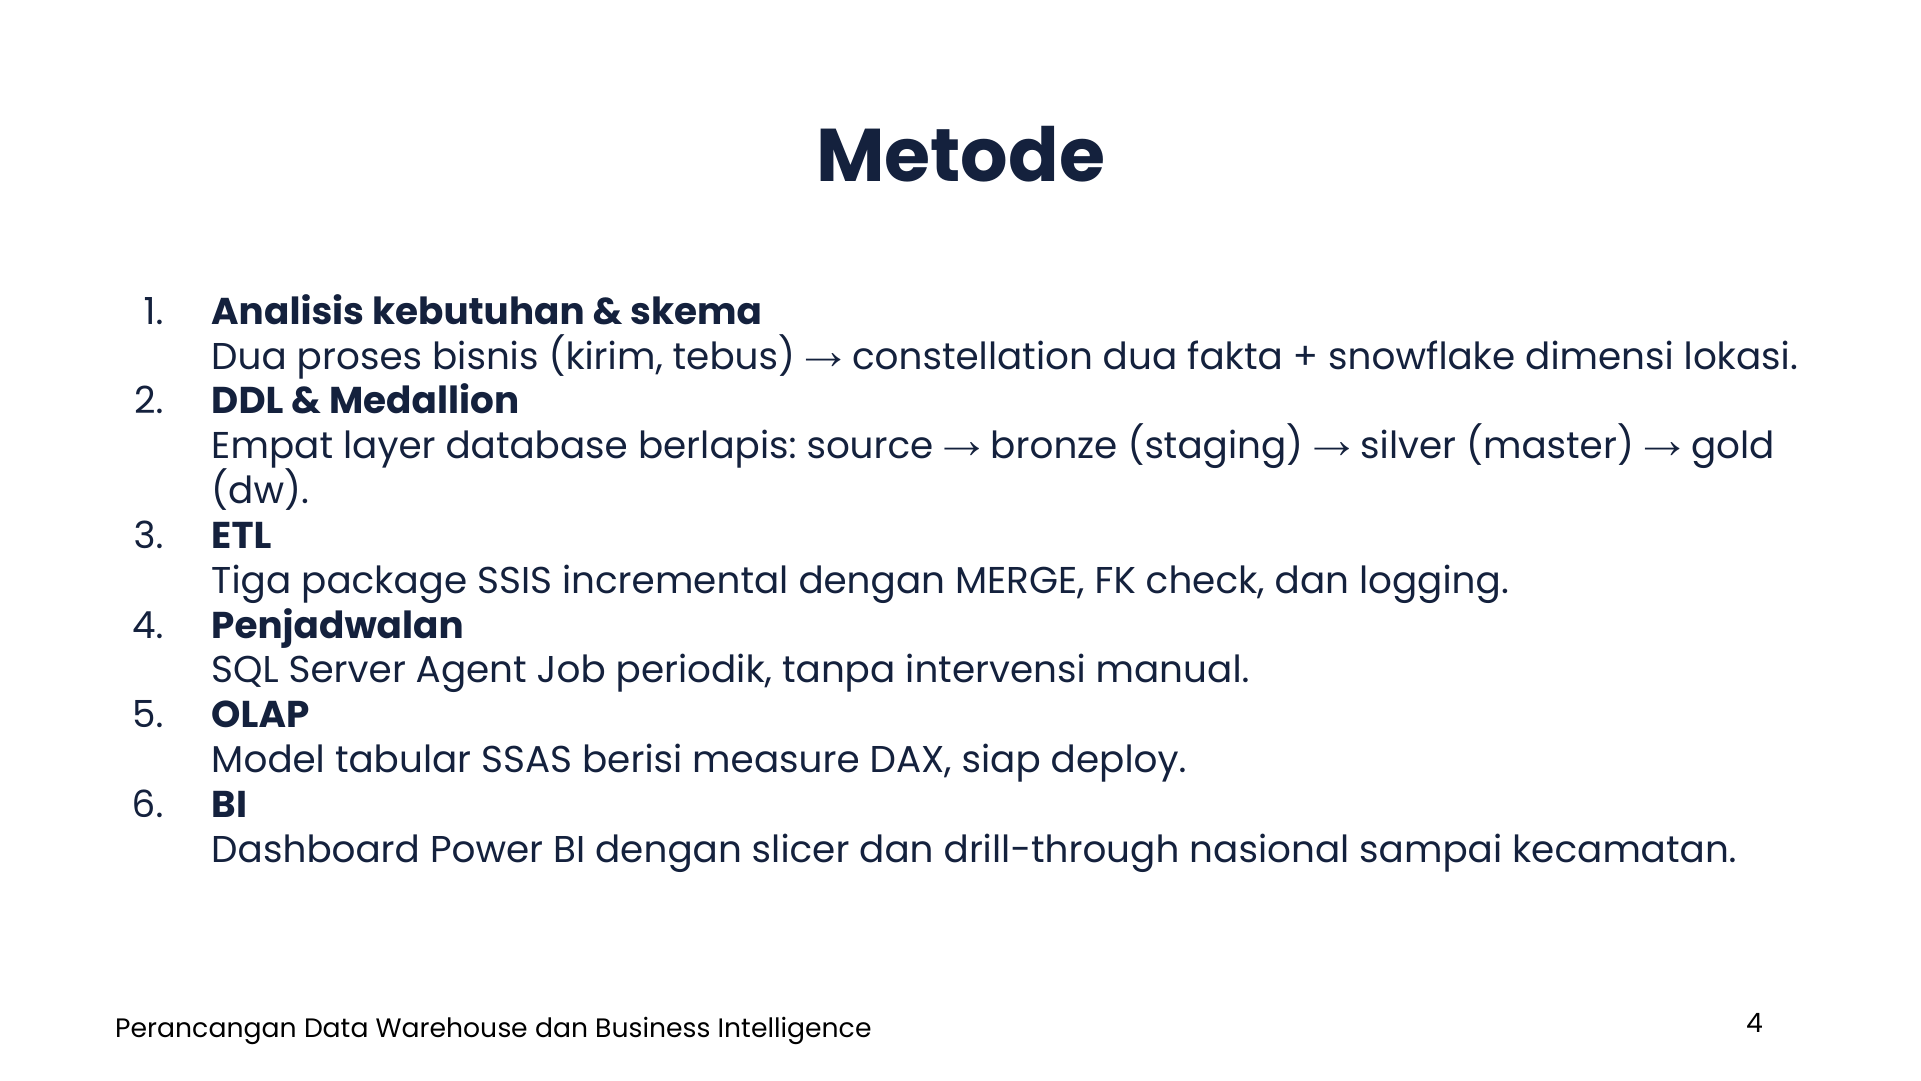 Metode
1. Analisis kebutuhan & skema
Dua proses bisnis (kirim, tebus) → constellation dua fakta + snowflake dimensi lokasi.
2. DDL & Medallion
Empat layer database berlapis: source → bronze (staging) → silver (master) → gold
(dw).
3. ETL
Tiga package SSIS incremental dengan MERGE, FK check, dan logging.
4. Penjadwalan
SQL Server Agent Job periodik, tanpa intervensi manual.
5. OLAP
Model tabular SSAS berisi measure DAX, siap deploy.
6. BI
Dashboard Power BI dengan slicer dan drill-through nasional sampai kecamatan.
Perancangan Data Warehouse dan Business Intelligence
4